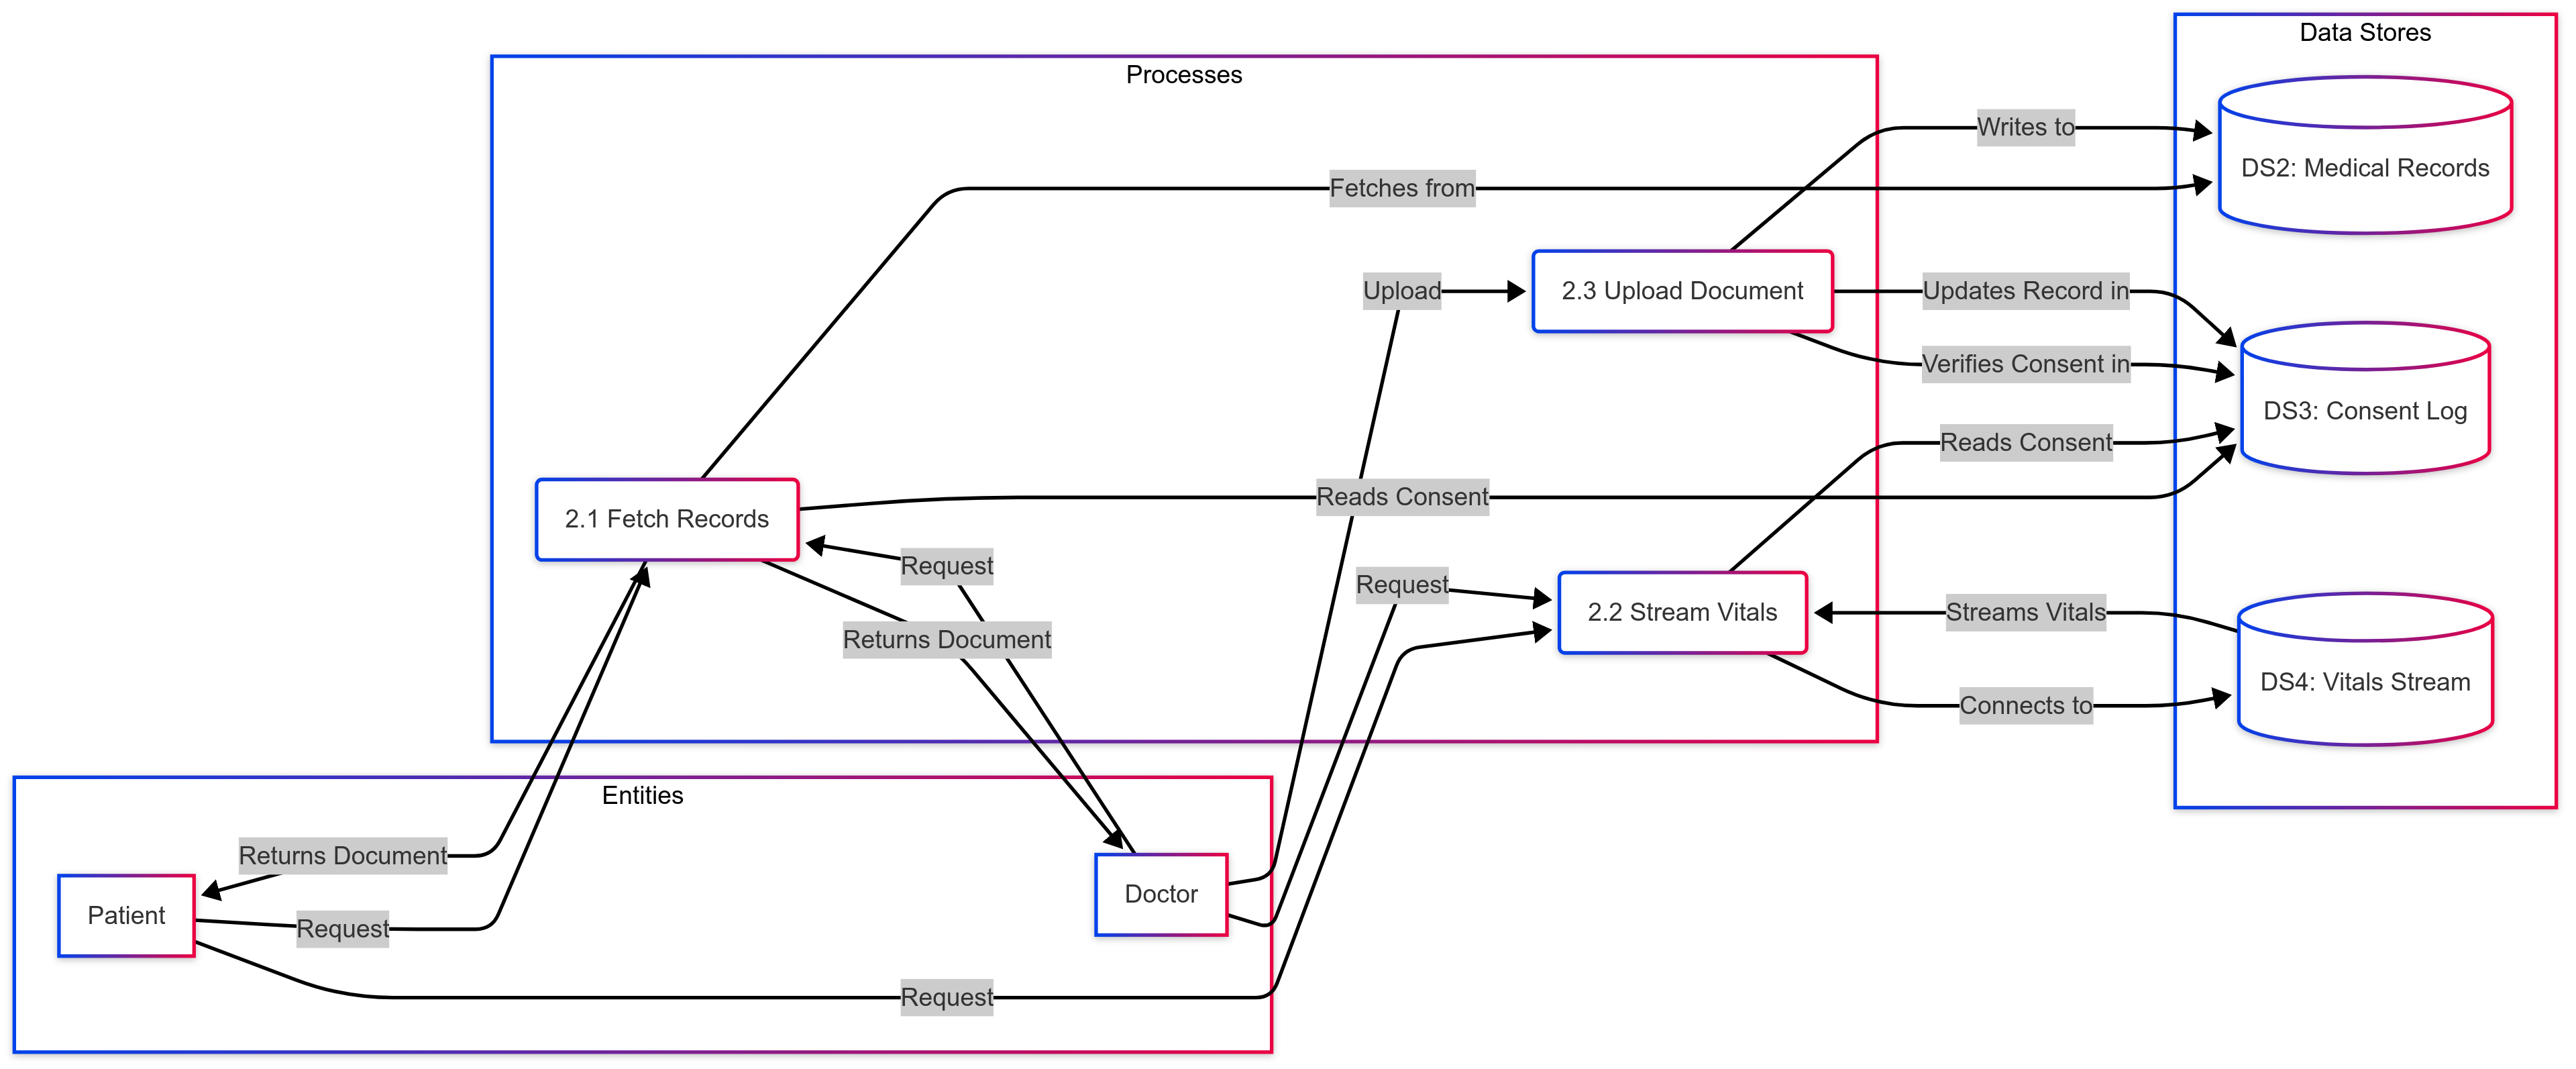 Data Stores
Processes
Writes to
DS2: Medical Records
Fetches from
Upload
2.3 Upload Document
Updates Record in
Verifies Consent in
DS3: Consent Log
Reads Consent
Reads Consent
2.1 Fetch Records
Request
Request
2.2 Stream Vitals
Streams Vitals
Returns Document
DS4: Vitals Stream
Connects to
Entities
Returns Document
Doctor
Patient
Request
Request